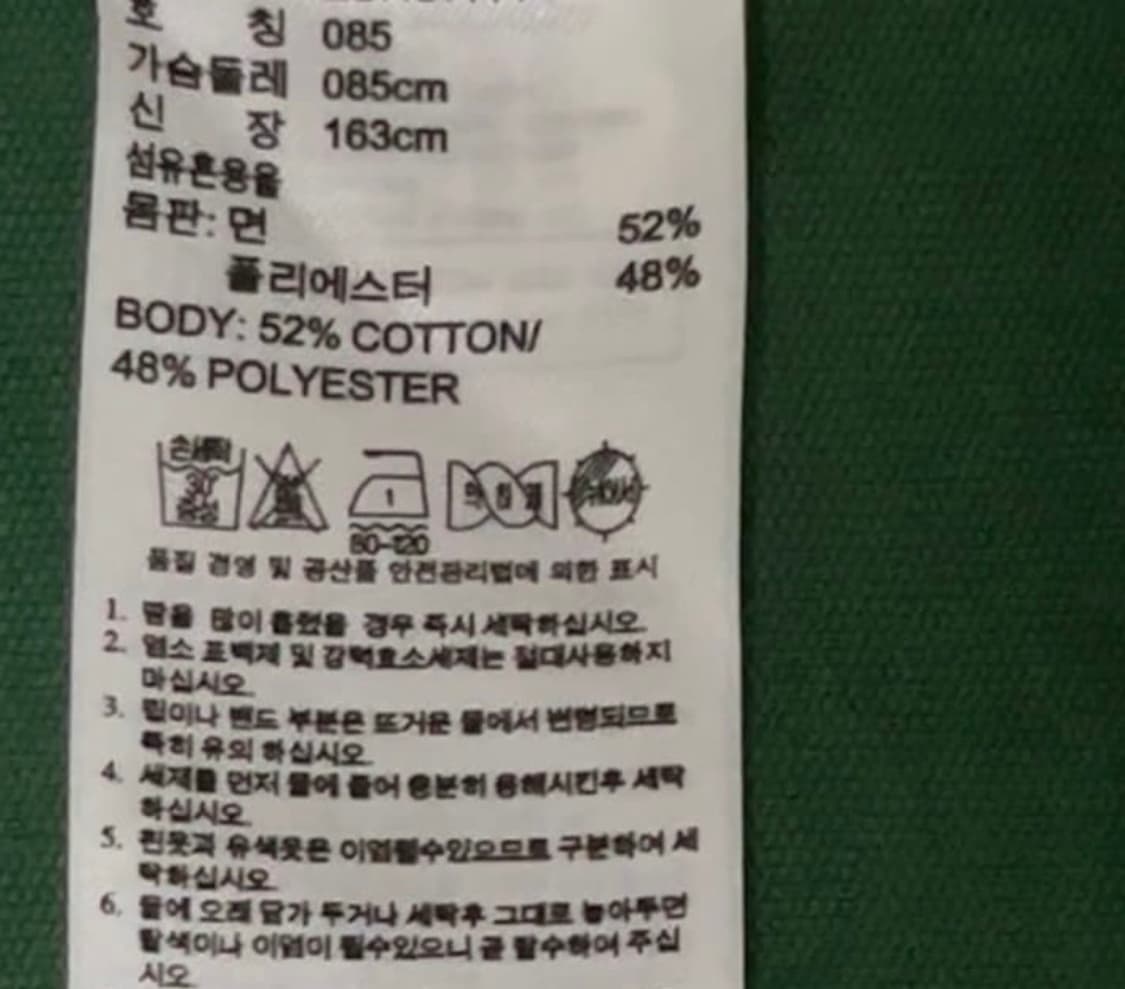 호 칭 085
가슴둘레 085cm
신 장 163cm
섬유혼용율
몸판: 면 52%
폴리에스터 48%
BODY: 52% COTTON/
48% POLYESTER
손세탁
30
중성
1
80-120
약 하 게
품질 경영 및 공산품 안전관리법에 의한 표시
1. 땀을 많이 흘렸을 경우 즉시 세탁하십시오.
2. 염소 표백제 및 강력효소세제는 절대사용하지
마십시오.
3. 립이나 밴드 부분은 뜨거운 물에서 변형되므로
특히 유의 하십시오.
4. 세제를 먼저 물에 풀어 충분히 용해시킨후 세탁
하십시오.
5. 흰옷과 유색옷은 이염될수있으므로 구분하여 세
탁하십시오.
6. 물에 오래 담가 두거나 세탁후 그대로 놓아두면
탈색이나 이염이 될수있으니 곧 탈수하여 주십
시오.